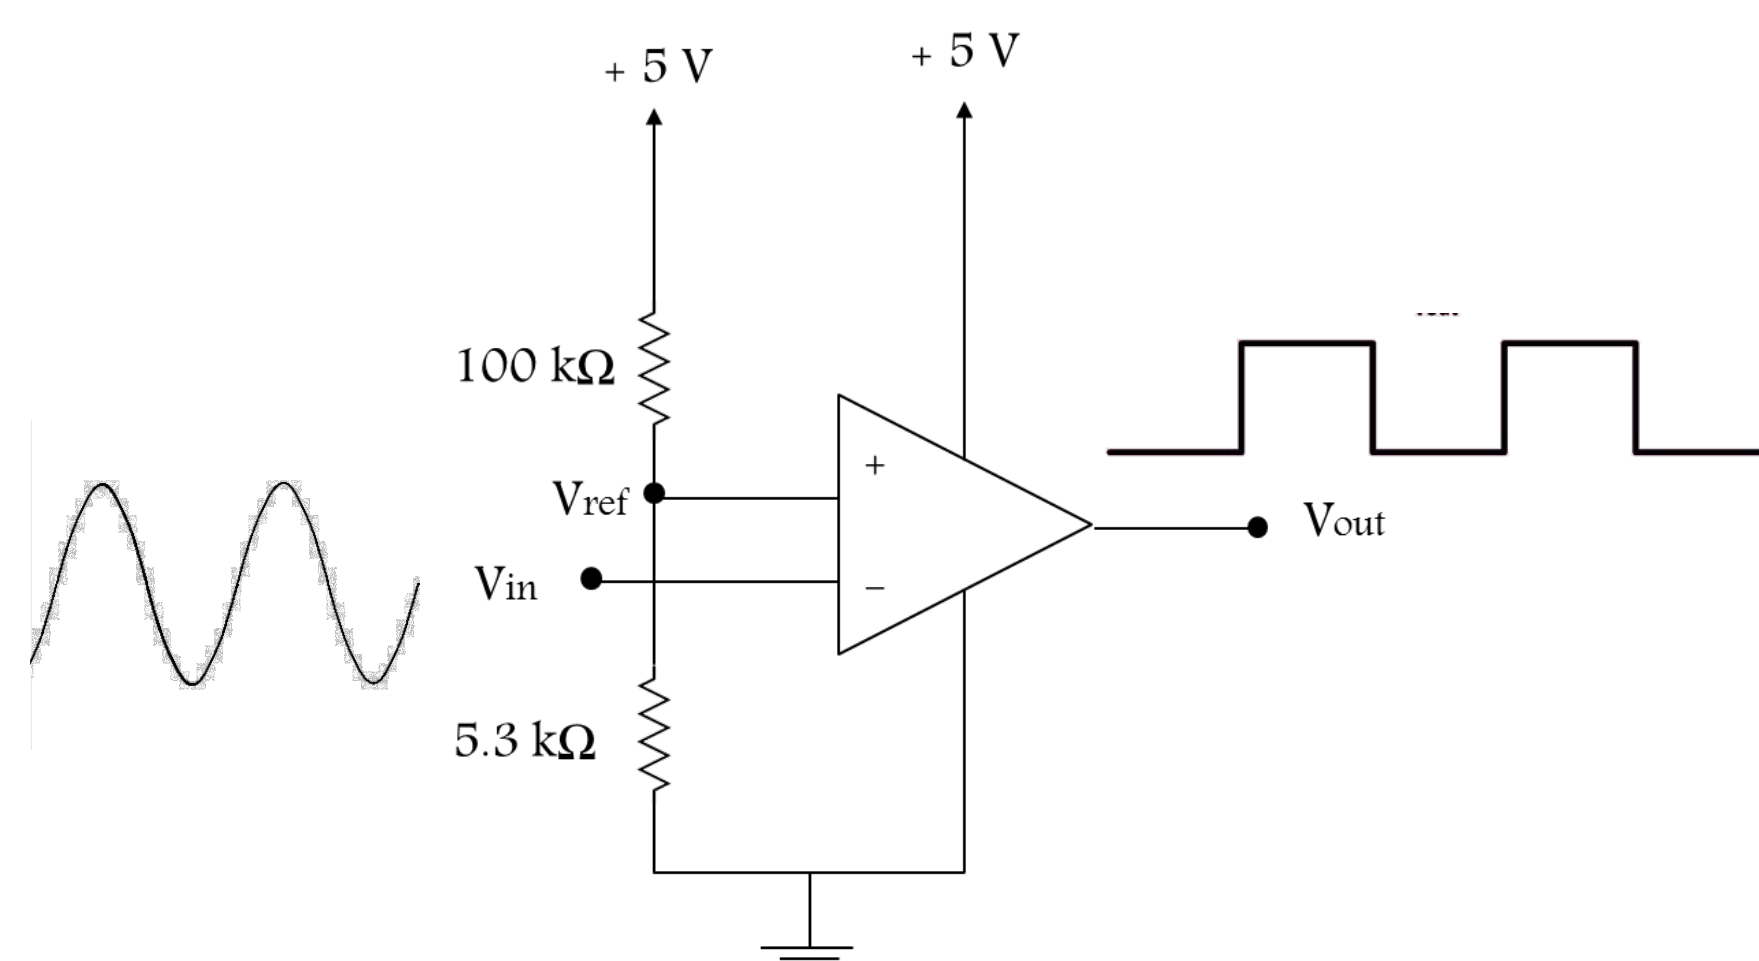 + 5 V
+ 5 V
100 kΩ
+
Vref
Vin
−
Vout
5.3 kΩ